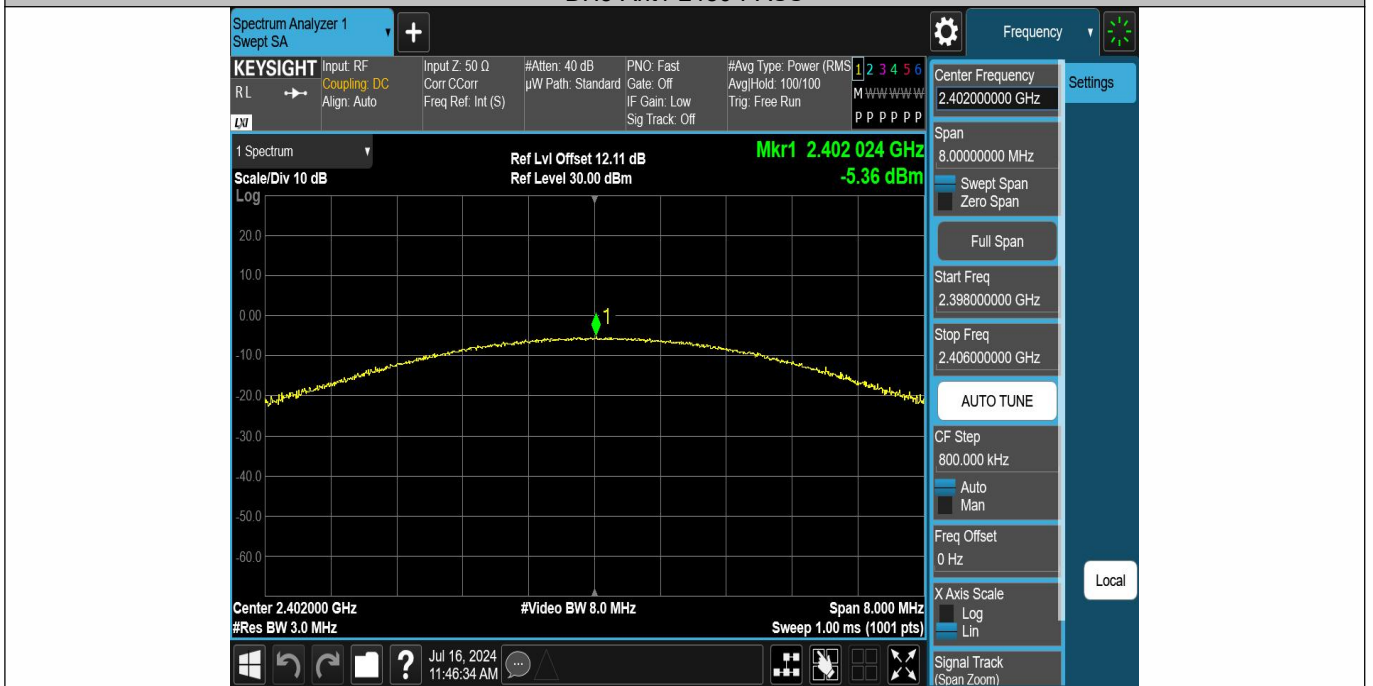 Spectrum Analyzer 1
Swept SA
+
Frequency
KEYSIGHT
RL
LXI
Input: RF
Coupling: DC
Align: Auto
Input Z: 50 Ω
Corr CCorr
Freq Ref: Int (S)
#Atten: 40 dB
µW Path: Standard
PNO: Fast
Gate: Off
IF Gain: Low
Sig Track: Off
#Avg Type: Power (RMS
Avg|Hold: 100/100
Trig: Free Run
1 2 3 4 5 6
M W W W W W
P P P P P P
1 Spectrum
Scale/Div 10 dB
Ref Lvl Offset 12.11 dB
Ref Level 30.00 dBm
Mkr1 2.402 024 GHz
-5.36 dBm
Log
20.0
10.0
0.00
-10.0
-20.0
-30.0
-40.0
-50.0
-60.0
1
Center 2.402000 GHz
#Res BW 3.0 MHz
#Video BW 8.0 MHz
Span 8.000 MHz
Sweep 1.00 ms (1001 pts)
Center Frequency
2.402000000 GHz
Settings
Span
8.00000000 MHz
Swept Span
Zero Span
Full Span
Start Freq
2.398000000 GHz
Stop Freq
2.406000000 GHz
AUTO TUNE
CF Step
800.000 kHz
Auto
Man
Freq Offset
0 Hz
Local
X Axis Scale
Log
Lin
Signal Track
(Span Zoom)
?
Jul 16, 2024
11:46:34 AM